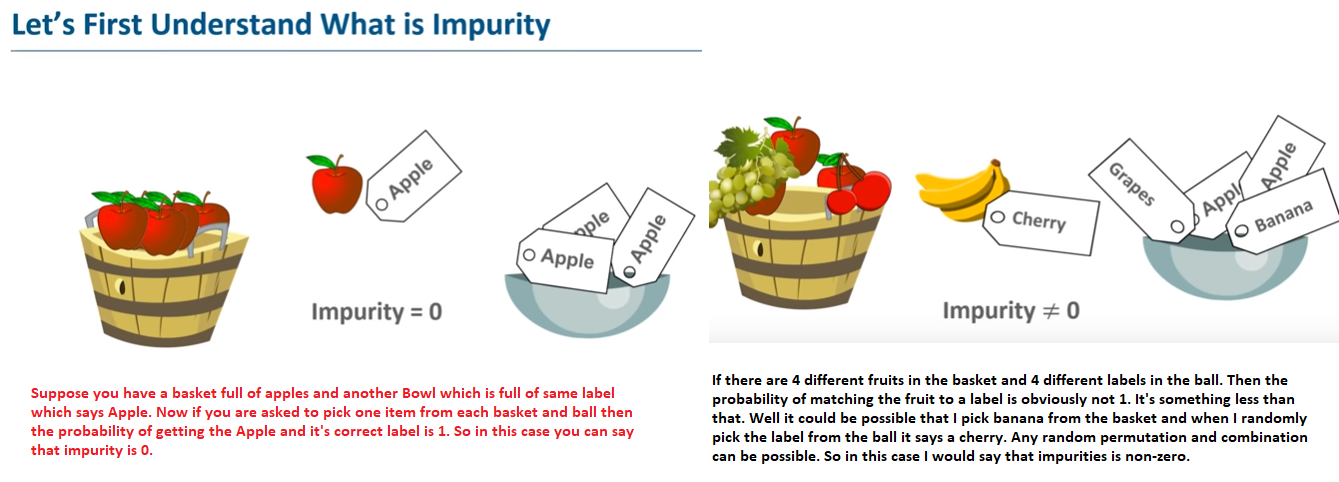 Let's First Understand What is Impurity
Apple
Apple
pple
Apple
Impurity = 0
Suppose you have a basket full of apples and another Bowl which is full of same label
which says Apple. Now if you are asked to pick one item from each basket and ball then
the probability of getting the Apple and it's correct label is 1. So in this case you can say
that impurity is 0.
Cherry
Grapes
Appl
Apple
Banana
Impurity ≠ 0
If there are 4 different fruits in the basket and 4 different labels in the ball. Then the
probability of matching the fruit to a label is obviously not 1. It's something less than
that. Well it could be possible that I pick banana from the basket and when I randomly
pick the label from the ball it says a cherry. Any random permutation and combination
can be possible. So in this case I would say that impurities is non-zero.